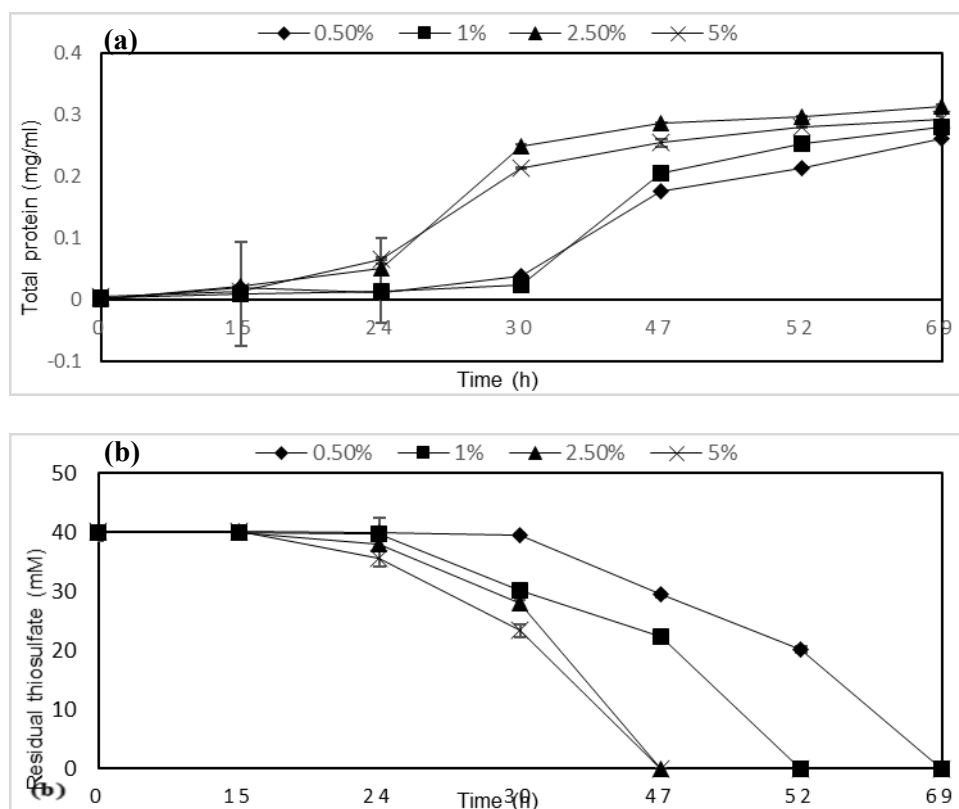 (a)
0.50% 1% 2.50% 5%
0.4
0.3
0.2
0.1
0
-0.1
Total protein (mg/ml)
0 15 24 30 47 52 69
Time (h)
(b)
0.50% 1% 2.50% 5%
50
40
30
20
10
0
Residual thiosulfate (mM)
(b)
0 15 24 30 47 52 69
Time (h)